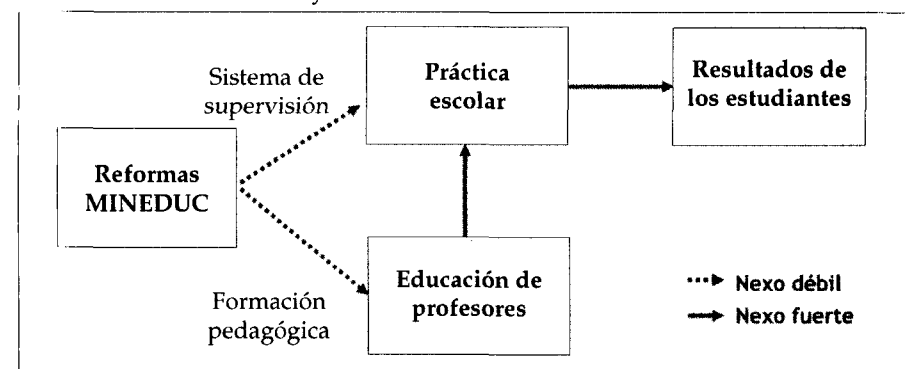 Sistema de
supervisión
Práctica
escolar
Resultados de
los estudiantes
Reformas
MINEDUC
Formación
pedagógica
Educación de
profesores
Nexo débil
Nexo fuerte